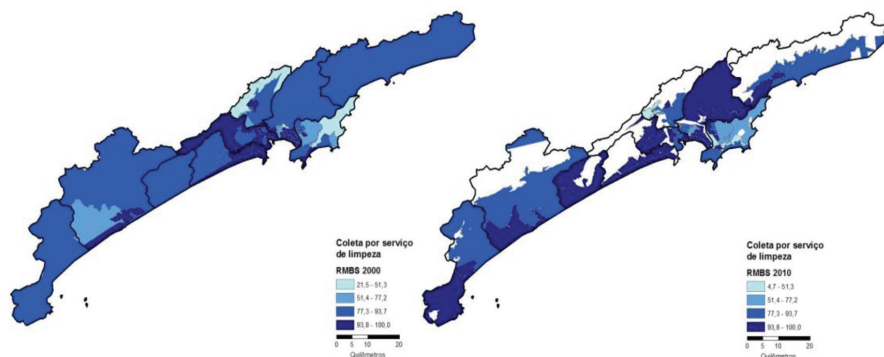 Coleta por serviço
de limpeza
RMBS 2000
21,5 - 51,3
51,4 - 77,2
77,3 - 93,7
93,8 - 100,0
0 5 10 20
Quilômetros
Coleta por serviço
de limpeza
RMBS 2010
4,7 - 51,3
51,4 - 77,2
77,3 - 93,7
93,8 - 100,0
0 5 10 20
Quilômetros